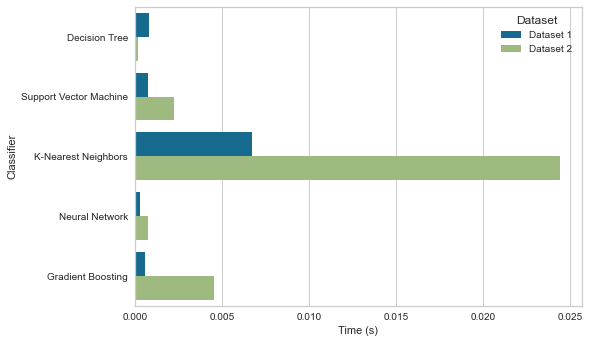 Dataset
Dataset 1
Dataset 2
Classifier
Decision Tree
Support Vector Machine
K-Nearest Neighbors
Neural Network
Gradient Boosting
0.000 0.005 0.010 0.015 0.020 0.025
Time (s)